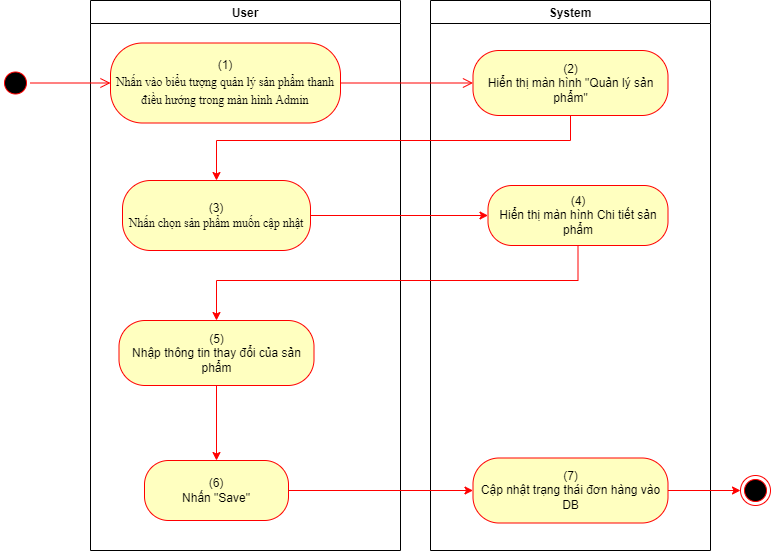 User
System
(1)
Nhấn vào biểu tượng quản lý sản phẩm thanh
điều hướng trong màn hình Admin
(2)
Hiển thị màn hình "Quản lý sản
phẩm"
(3)
Nhấn chọn sản phẩm muốn cập nhật
(4)
Hiển thị màn hình Chi tiết sản
phẩm
(5)
Nhập thông tin thay đổi của sản
phẩm
(6)
Nhấn "Save"
(7)
Cập nhật trạng thái đơn hàng vào
DB